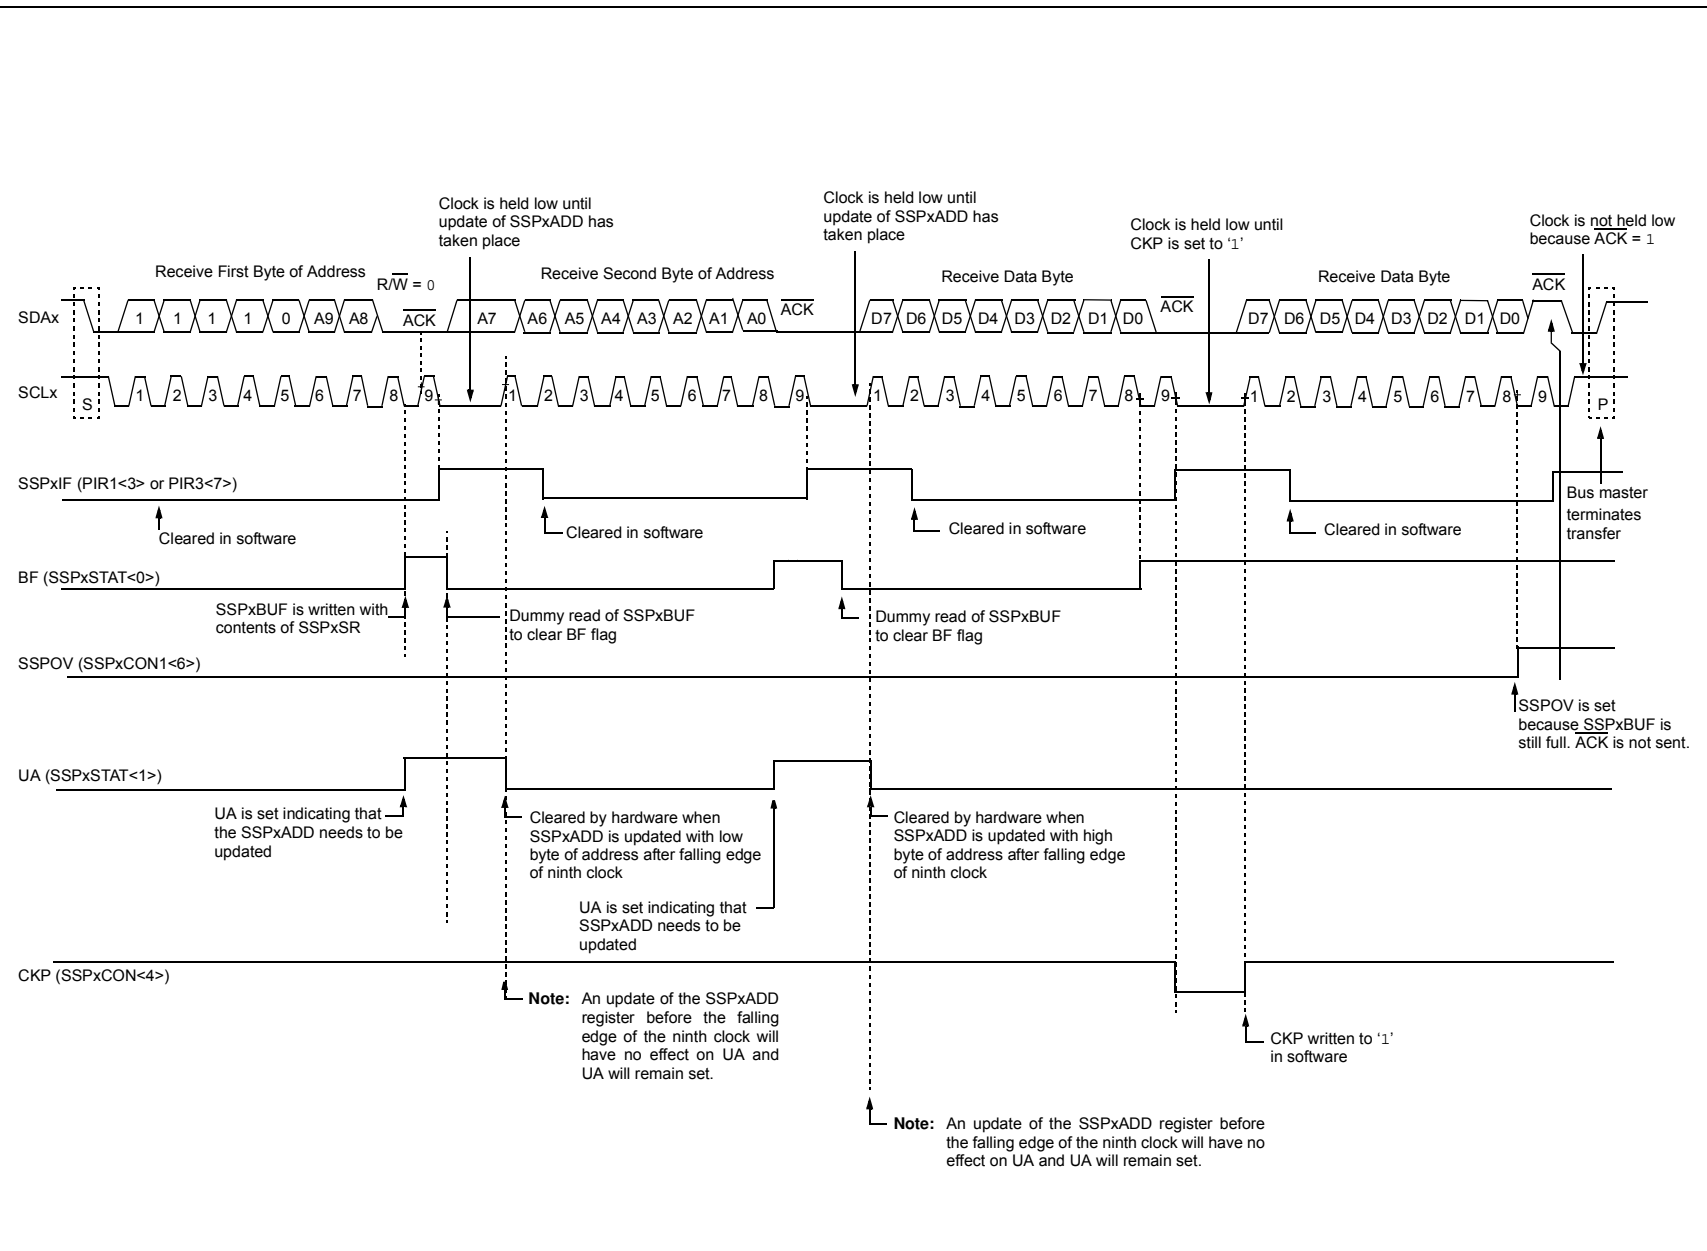 Clock is held low until
update of SSPxADD has
taken place
Clock is held low until
update of SSPxADD has
taken place
Clock is held low until
CKP is set to ‘1’
Clock is not held low
because ACK = 1
Receive First Byte of Address
R/W = 0
Receive Second Byte of Address
Receive Data Byte
Receive Data Byte
SDAx
1 1 1 1 0 A9 A8
ACK
A7 A6 A5 A4 A3 A2 A1 A0
ACK
D7 D6 D5 D4 D3 D2 D1 D0
ACK
D7 D6 D5 D4 D3 D2 D1 D0
ACK
SCLx
S
1 2 3 4 5 6 7 8 9
1 2 3 4 5 6 7 8 9
1 2 3 4 5 6 7 8 9
1 2 3 4 5 6 7 8 9
P
SSPxIF (PIR1<3> or PIR3<7>)
Cleared in software
Cleared in software
Cleared in software
Cleared in software
Bus master
terminates
transfer
BF (SSPxSTAT<0>)
SSPxBUF is written with
contents of SSPxSR
Dummy read of SSPxBUF
to clear BF flag
Dummy read of SSPxBUF
to clear BF flag
SSPOV (SSPxCON1<6>)
SSPOV is set
because SSPxBUF is
still full. ACK is not sent.
UA (SSPxSTAT<1>)
UA is set indicating that
the SSPxADD needs to be
updated
Cleared by hardware when
SSPxADD is updated with low
byte of address after falling edge
of ninth clock
Cleared by hardware when
SSPxADD is updated with high
byte of address after falling edge
of ninth clock
UA is set indicating that
SSPxADD needs to be
updated
CKP (SSPxCON<4>)
Note: An update of the SSPxADD
register before the falling
edge of the ninth clock will
have no effect on UA and
UA will remain set.
CKP written to ‘1’
in software
Note: An update of the SSPxADD register before
the falling edge of the ninth clock will have no
effect on UA and UA will remain set.